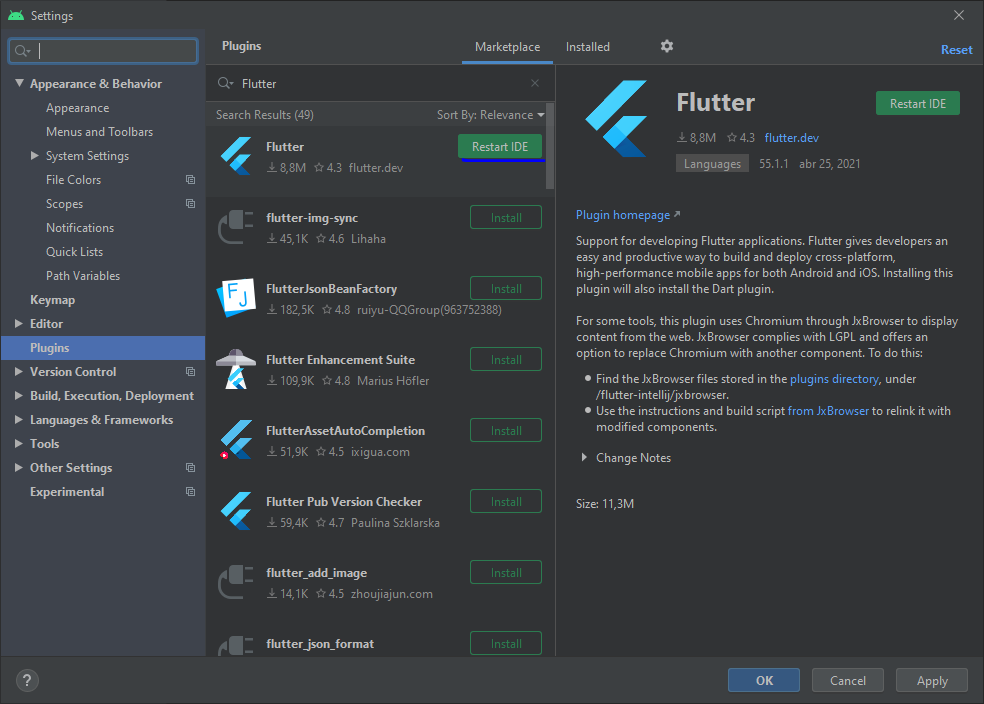 Settings
Appearance & Behavior
Appearance
Menus and Toolbars
System Settings
File Colors
Scopes
Notifications
Quick Lists
Path Variables
Keymap
Editor
Plugins
Version Control
Build, Execution, Deployment
Languages & Frameworks
Tools
Other Settings
Experimental
Plugins
Marketplace
Installed
Reset
Flutter
Search Results (49)
Sort By: Relevance
Flutter
Restart IDE
8,8M 4.3 flutter.dev
flutter-img-sync
Install
45,1K 4.6 Lihaha
FJ
FlutterJsonBeanFactory
Install
182,5K 4.8 ruiyu-QQGroup(963752388)
Flutter Enhancement Suite
Install
109,9K 4.8 Marius Höfler
FlutterAssetAutoCompletion
Install
51,9K 4.5 ixigua.com
Flutter Pub Version Checker
Install
59,4K 4.7 Paulina Szklarska
flutter_add_image
Install
14,1K 4.5 zhoujiajun.com
flutter_json_format
Install
Flutter
Restart IDE
8,8M 4.3 flutter.dev
Languages 55.1.1 abr 25, 2021
Plugin homepage
Support for developing Flutter applications. Flutter gives developers an
easy and productive way to build and deploy cross-platform,
high-performance mobile apps for both Android and iOS. Installing this
plugin will also install the Dart plugin.
For some tools, this plugin uses Chromium through JxBrowser to display
content from the web. JxBrowser complies with LGPL and offers an
option to replace Chromium with another component. To do this:
Find the JxBrowser files stored in the plugins directory, under
/flutter-intellij/jxbrowser.
Use the instructions and build script from JxBrowser to relink it with
modified components.
Change Notes
Size: 11,3M
?
OK
Cancel
Apply